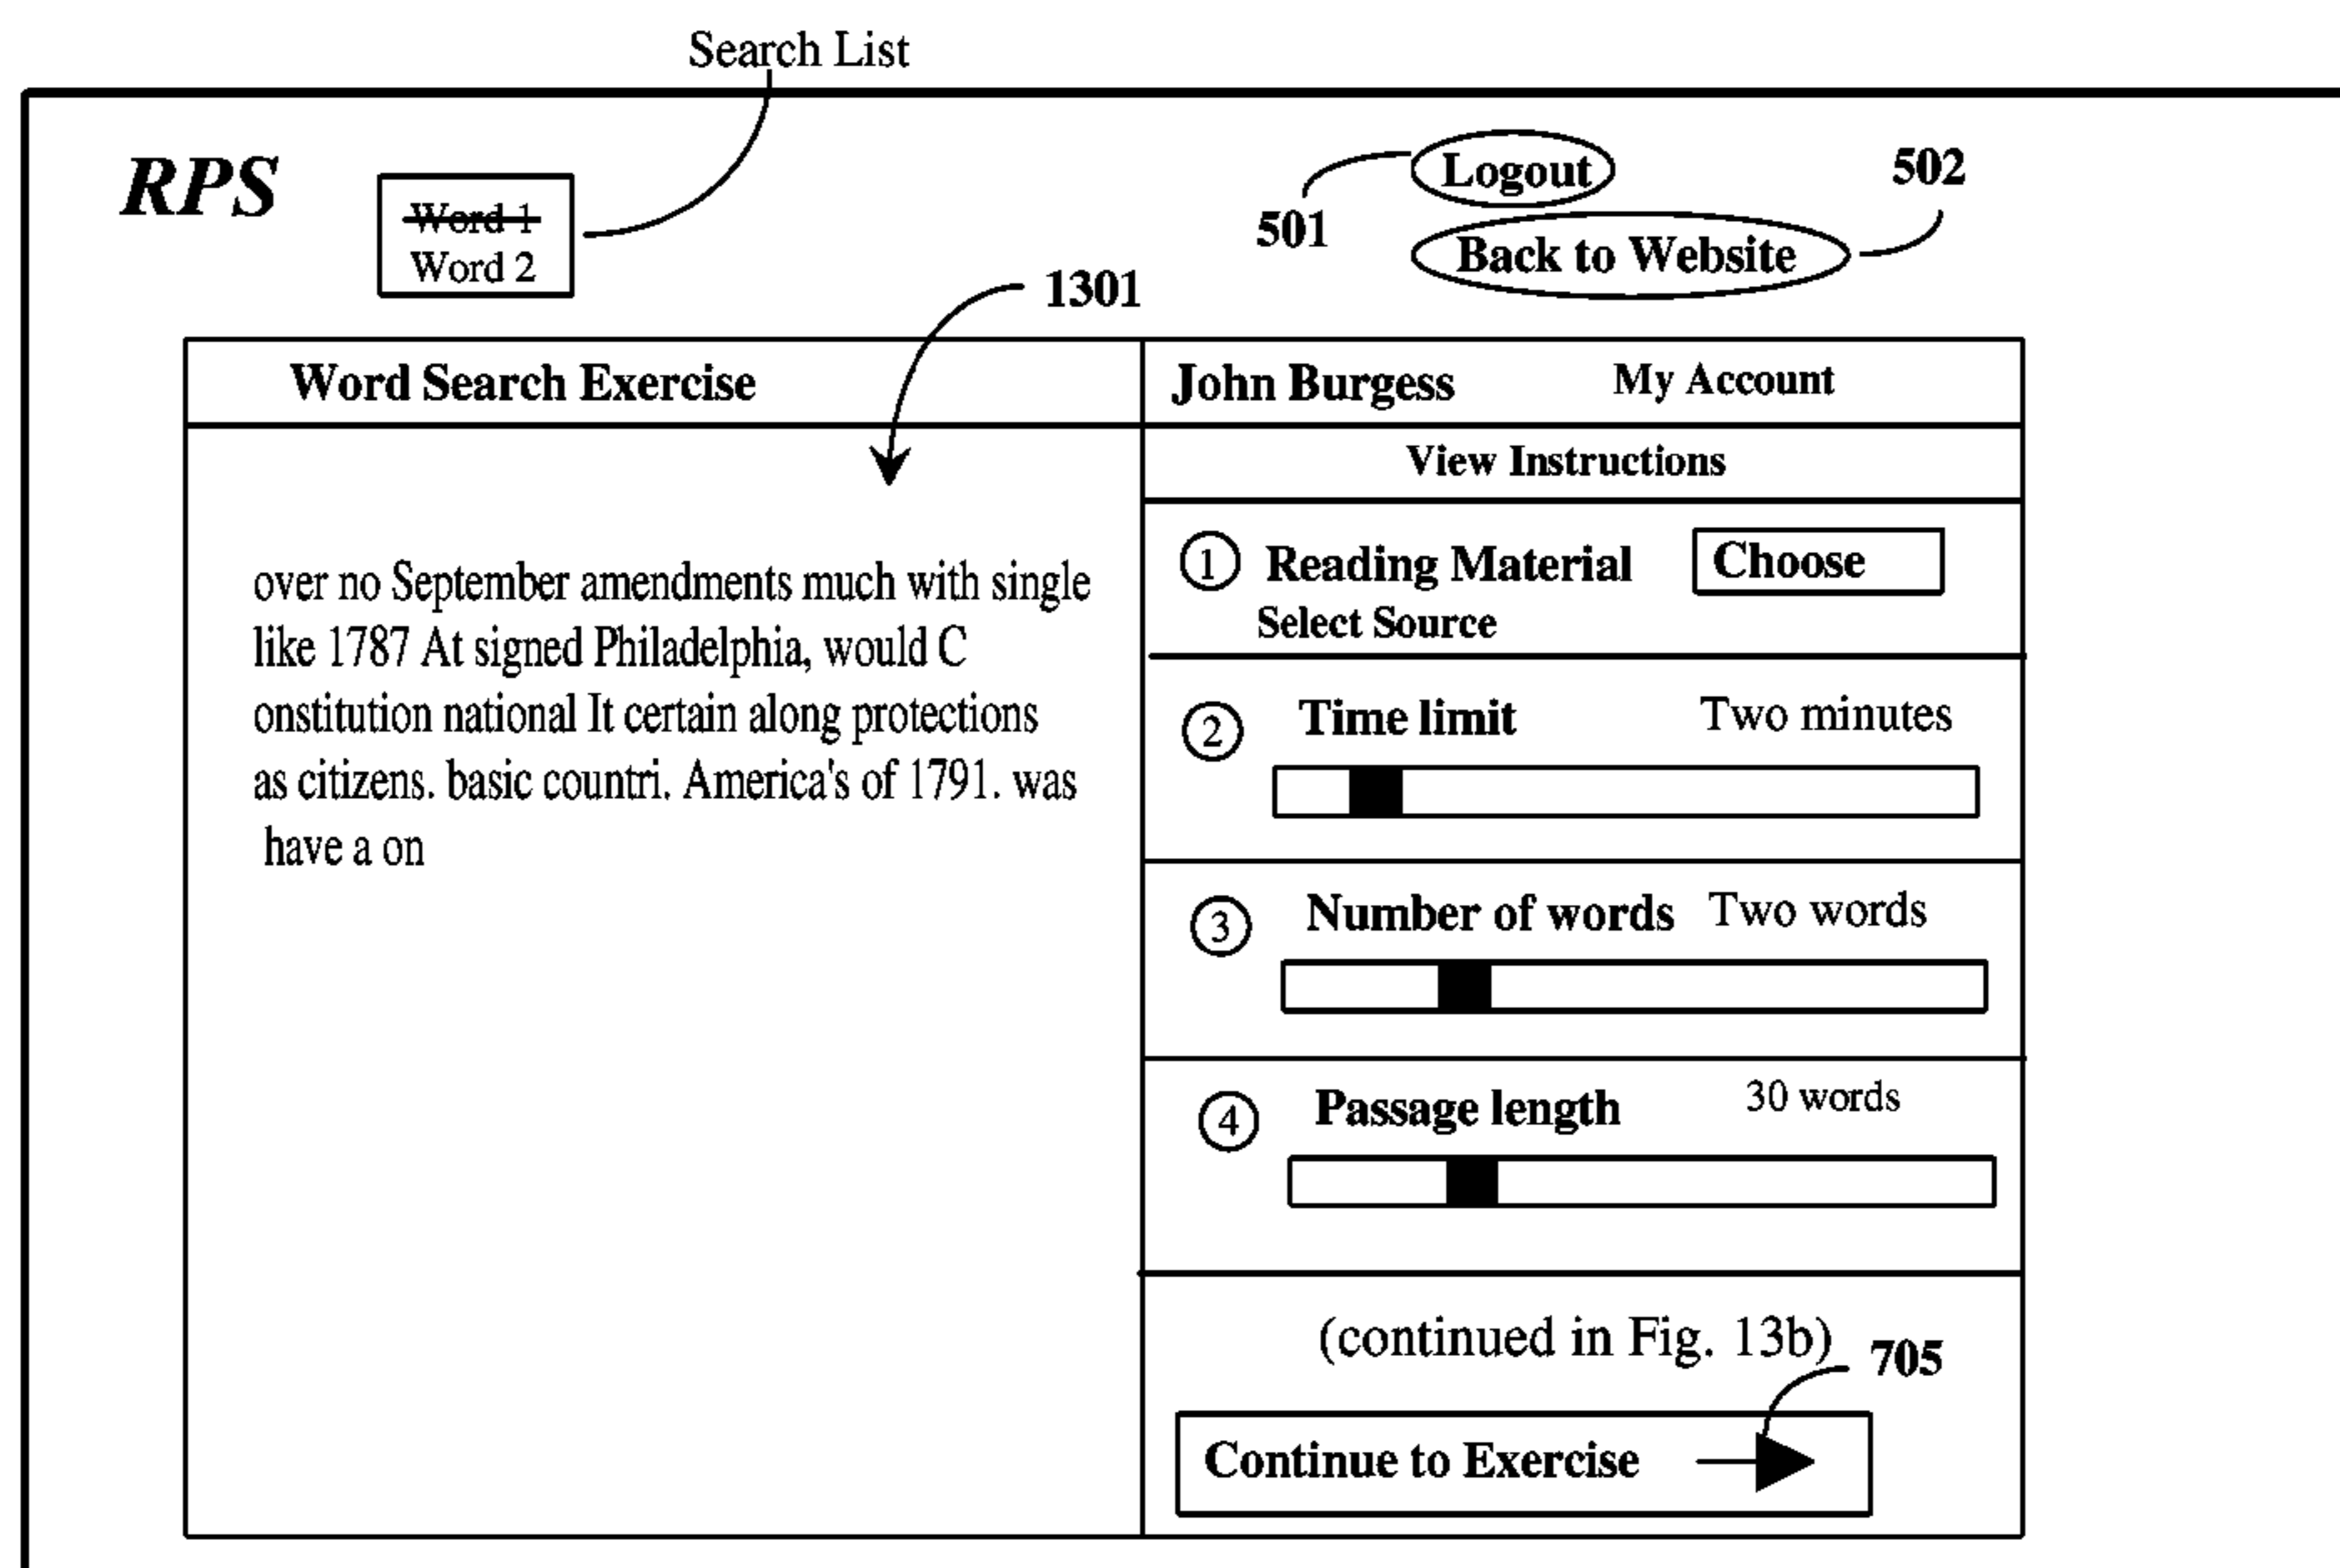 Search List
RPS
Word 1
Word 2
Logout
501
502
Back to Website
1301
Word Search Exercise
John Burgess My Account
View Instructions
over no September amendments much with single
like 1787 At signed Philadelphia, would C
onstitution national It certain along protections
as citizens. basic countri. America's of 1791. was
have a on
1 Reading Material Choose
Select Source
2 Time limit Two minutes
3 Number of words Two words
4 Passage length 30 words
(continued in Fig. 13b)
705
Continue to Exercise